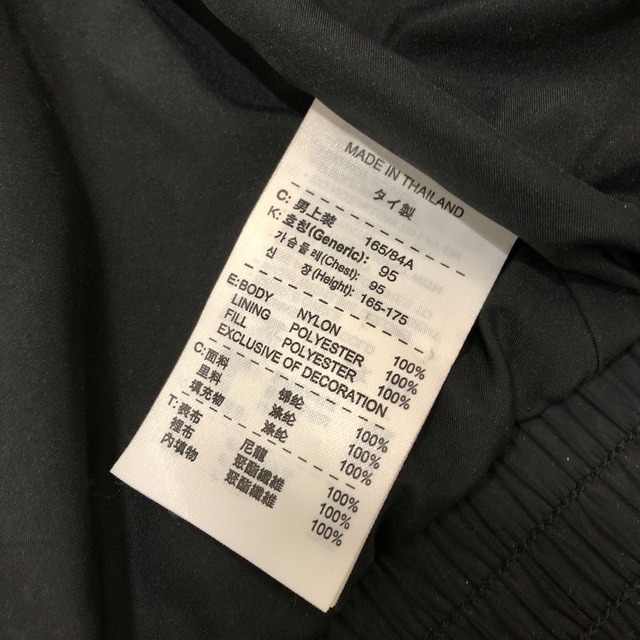 MADE IN THAILAND
タイ製
C: 男上装 165/84A
K: 호칭(Generic): 95
가슴둘레(Chest): 95
신 장(Height): 165-175
E:BODY NYLON 100%
LINING POLYESTER 100%
FILL POLYESTER 100%
EXCLUSIVE OF DECORATION
C:面料 锦纶 100%
里料 涤纶 100%
填充物 涤纶 100%
T: 表布 尼龍 100%
裡布 聚酯纖維 100%
內填物 聚酯纖維 100%